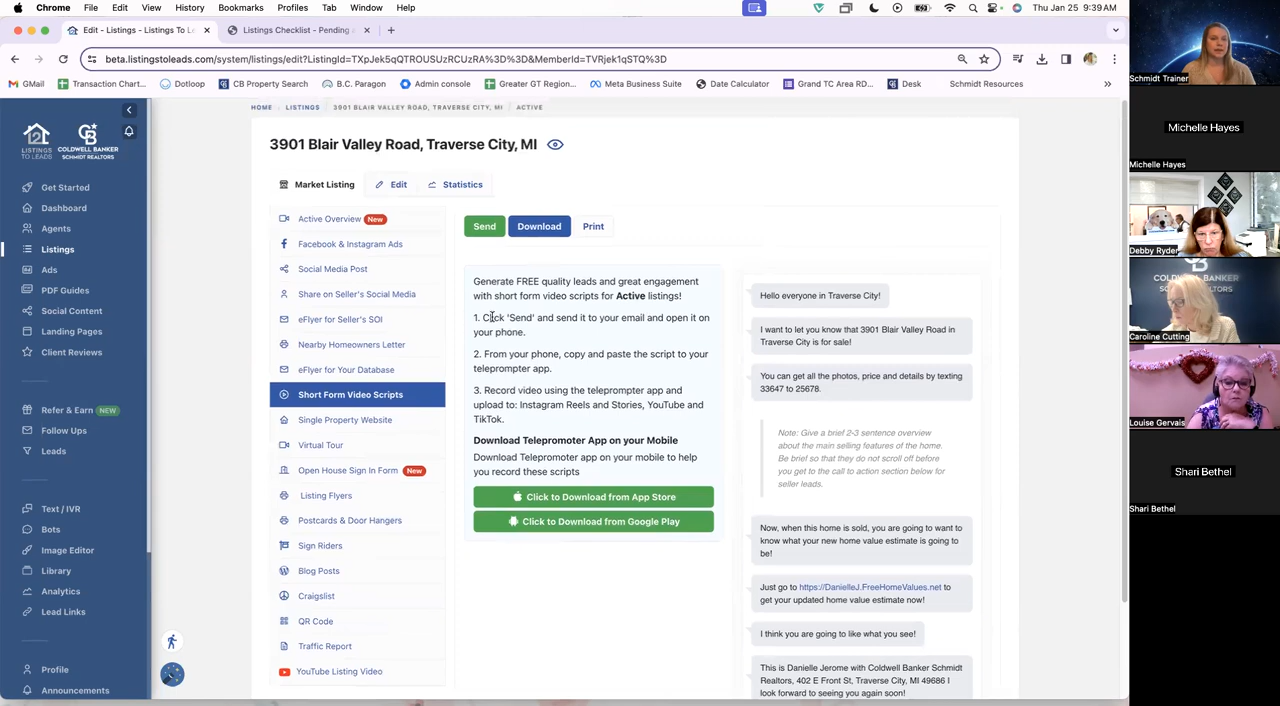 Chrome File Edit View History Bookmarks Profiles Tab Window Help Thu Jan 25 9:39 AM
Edit - Listings - Listings To Le
Listings Checklist - Pending a
beta.listingstoleads.com/system/listings/edit?ListingId=TXpJek5qQTROUSUzRCUzRA%3D%3D&MemberId=TVRjek1qSTQ%3D
GMail Transaction Chart... Dotloop CB Property Search B.C. Paragon Admin console Greater GT Region... Meta Business Suite Date Calculator Grand TC Area RD... Desk Schmidt Resources »
LISTINGS TO LEADS
COLDWELL BANKER
SCHMIDT REALTORS
Get Started
Dashboard
Agents
Listings
Ads
PDF Guides
Social Content
Landing Pages
Client Reviews
Refer & Earn NEW
Follow Ups
Leads
Text / IVR
Bots
Image Editor
Library
Analytics
Lead Links
Profile
Announcements
HOME LISTINGS 3901 BLAIR VALLEY ROAD, TRAVERSE CITY, MI ACTIVE
3901 Blair Valley Road, Traverse City, MI
Market Listing Edit Statistics
Active Overview New
Facebook & Instagram Ads
Social Media Post
Share on Seller's Social Media
eFlyer for Seller's SOI
Nearby Homeowners Letter
eFlyer for Your Database
Short Form Video Scripts
Single Property Website
Virtual Tour
Open House Sign In Form New
Listing Flyers
Postcards & Door Hangers
Sign Riders
Blog Posts
Craigslist
QR Code
Traffic Report
YouTube Listing Video
Send Download Print
Generate FREE quality leads and great engagement
with short form video scripts for Active listings!
1. Click 'Send' and send it to your email and open it on
your phone.
2. From your phone, copy and paste the script to your
teleprompter app.
3. Record video using the teleprompter app and
upload to: Instagram Reels and Stories, YouTube and
TikTok.
Download Telepromoter App on your Mobile
Download Telepromoter app on your mobile to help
you record these scripts
Click to Download from App Store
Click to Download from Google Play
Hello everyone in Traverse City!
I want to let you know that 3901 Blair Valley Road in
Traverse City is for sale!
You can get all the photos, price and details by texting
33647 to 25678.
Note: Give a brief 2-3 sentence overview
about the main selling features of the home.
Be brief so that they do not scroll off before
you get to the call to action section below for
seller leads.
Now, when this home is sold, you are going to want to
know what your new home value estimate is going to
be!
Just go to https://DanielleJ.FreeHomeValues.net to
get your updated home value estimate now!
I think you are going to like what you see!
This is Danielle Jerome with Coldwell Banker Schmidt
Realtors, 402 E Front St, Traverse City, MI 49686 I
look forward to seeing you again soon!
Schmidt Trainer
Michelle Hayes
Michelle Hayes
Debby Ryder
Caroline Cutting
Louise Gervais
Shari Bethel
Shari Bethel